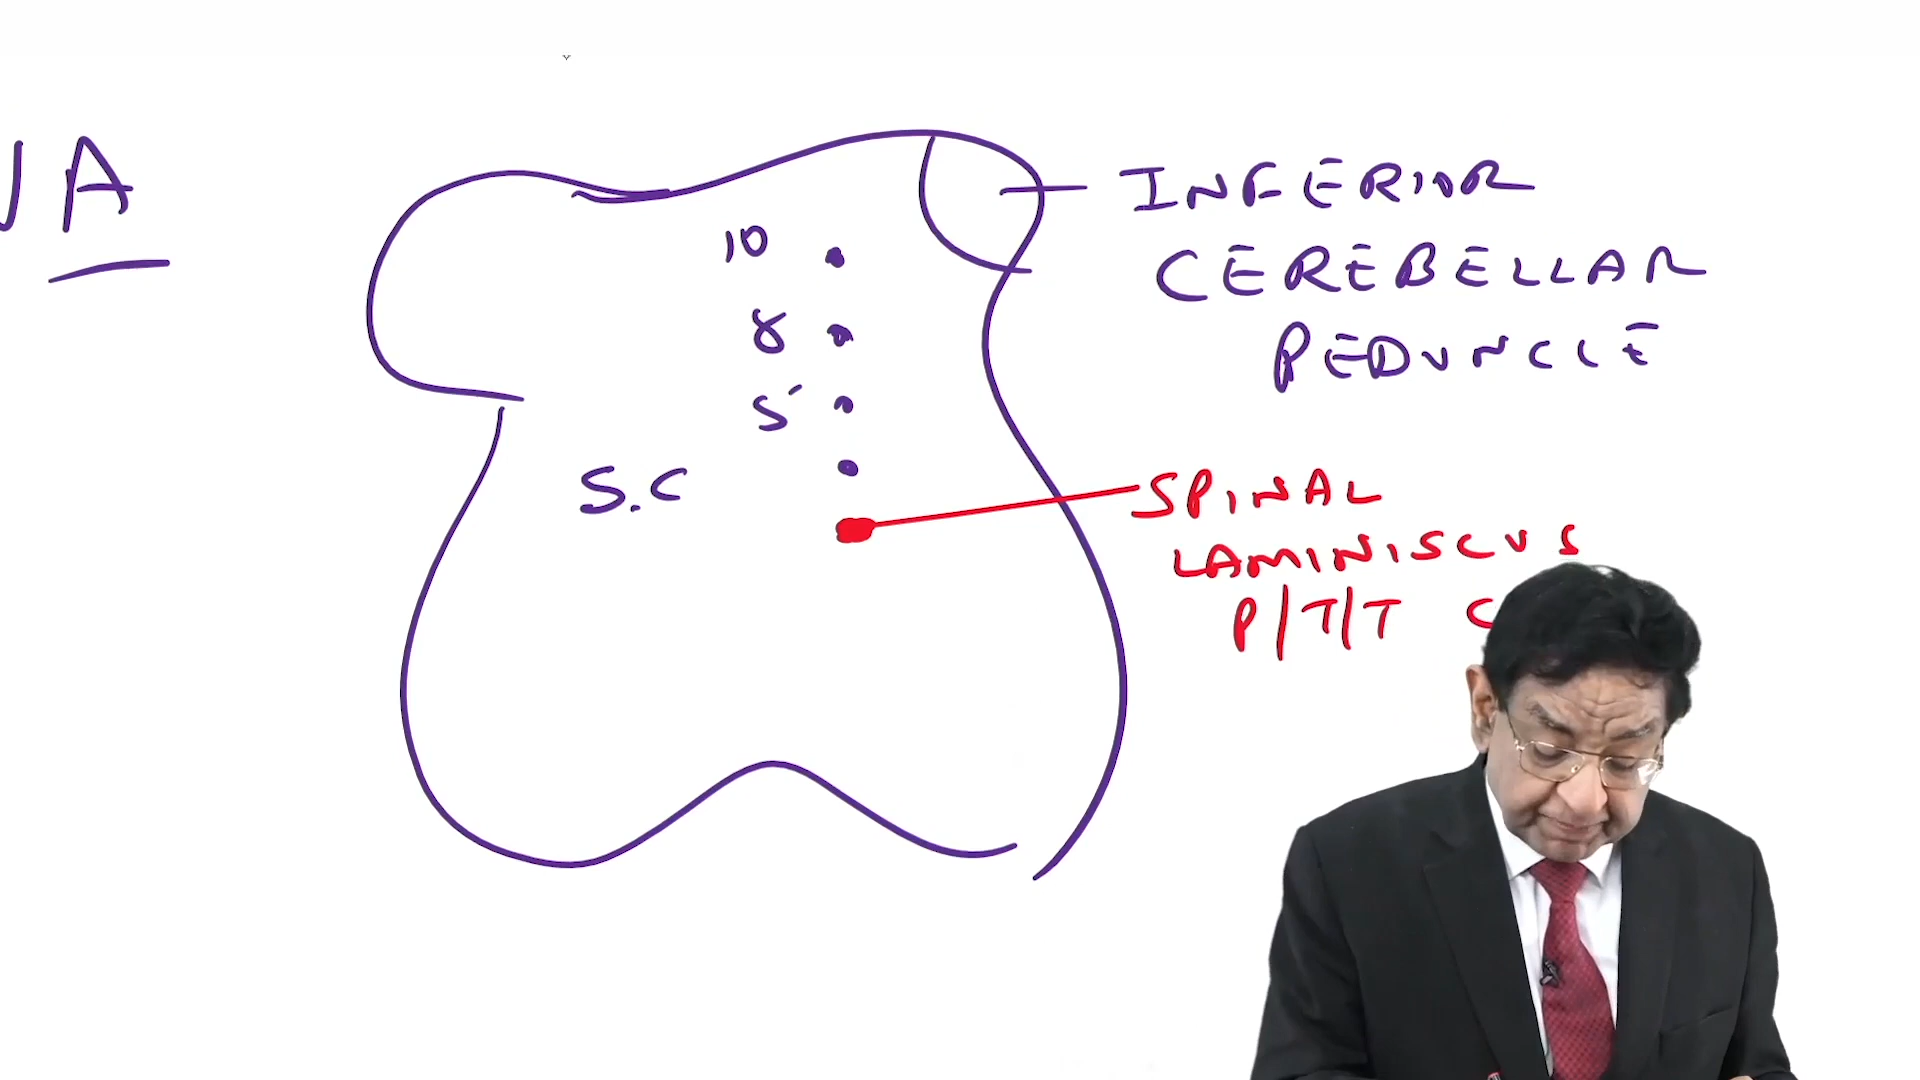 A
10
8
5
S.C
INFERIOR
CEREBELLAR
PEDUNCLE
SPINAL
LAMINISCUS
P/T/T